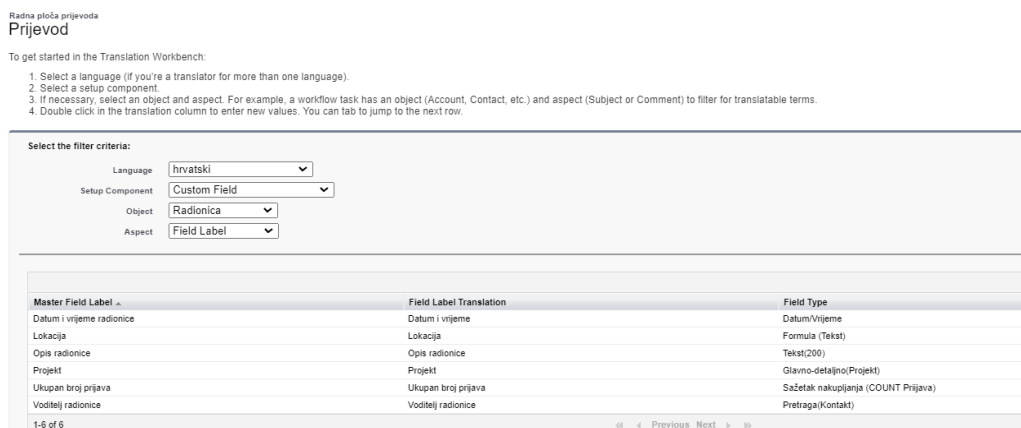 Radna ploča prijevoda
Prijevod
To get started in the Translation Workbench:
1. Select a language (if you're a translator for more than one language).
2. Select a setup component.
3. If necessary, select an object and aspect. For example, a workflow task has an object (Account, Contact, etc.) and aspect (Subject or Comment) to filter for translatable terms.
4. Double click in the translation column to enter new values. You can tab to jump to the next row.
Select the filter criteria:
Language hrvatski
Setup Component Custom Field
Object Radionica
Aspect Field Label
Master Field Label Field Label Translation Field Type
Datum i vrijeme radionice Datum i vrijeme Datum/Vrijeme
Lokacija Lokacija Formula (Tekst)
Opis radionice Opis radionice Tekst(200)
Projekt Projekt Glavno-detaljno(Projekt)
Ukupan broj prijava Ukupan broj prijava Sažetak nakupljanja (COUNT Prijava)
Voditelj radionice Voditelj radionice Pretraga(Kontakt)
1-6 of 6 Previous Next